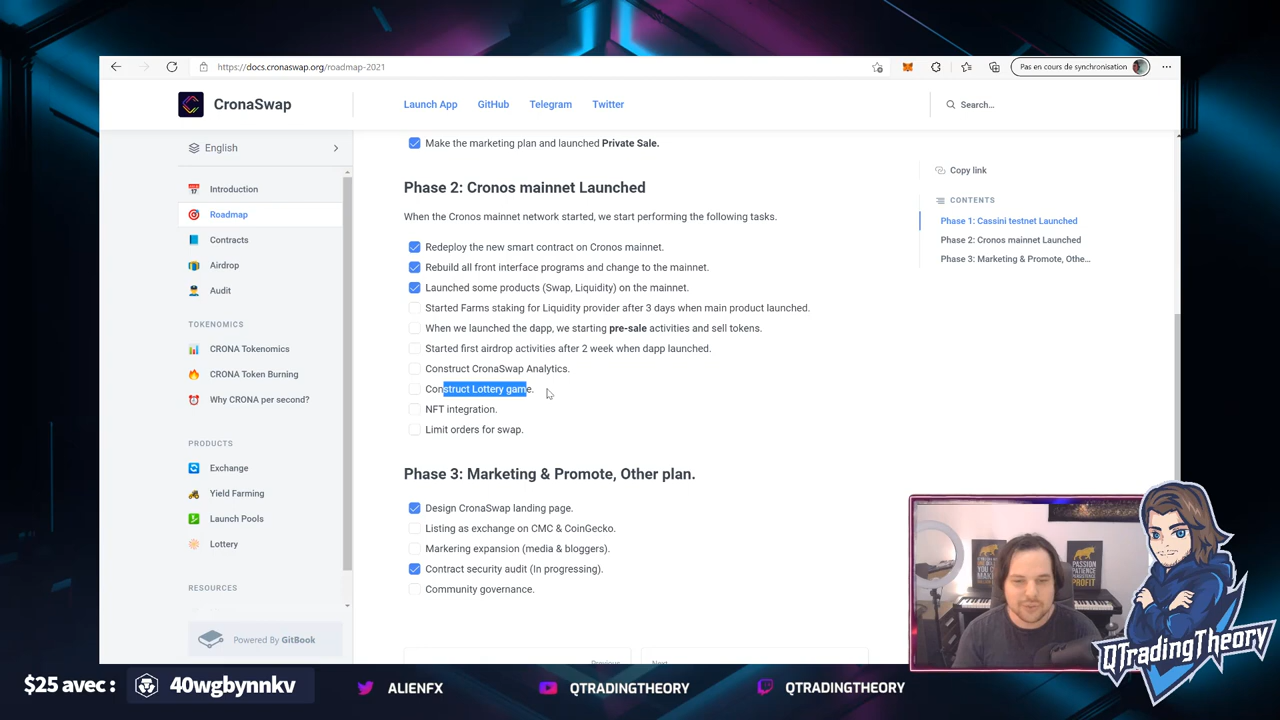 https://docs.cronaswap.org/roadmap-2021
Pas en cours de synchronisation
CronaSwap
Launch App
GitHub
Telegram
Twitter
Search...
English
Introduction
Roadmap
Contracts
Airdrop
Audit
TOKENOMICS
CRONA Tokenomics
CRONA Token Burning
Why CRONA per second?
PRODUCTS
Exchange
Yield Farming
Launch Pools
Lottery
RESOURCES
Powered By GitBook
Make the marketing plan and launched Private Sale.
Phase 2: Cronos mainnet Launched
When the Cronos mainnet network started, we start performing the following tasks.
Redeploy the new smart contract on Cronos mainnet.
Rebuild all front interface programs and change to the mainnet.
Launched some products (Swap, Liquidity) on the mainnet.
Started Farms staking for Liquidity provider after 3 days when main product launched.
When we launched the dapp, we starting pre-sale activities and sell tokens.
Started first airdrop activities after 2 week when dapp launched.
Construct CronaSwap Analytics.
Construct Lottery game.
NFT integration.
Limit orders for swap.
Phase 3: Marketing & Promote, Other plan.
Design CronaSwap landing page.
Listing as exchange on CMC & CoinGecko.
Markering expansion (media & bloggers).
Contract security audit (In progressing).
Community governance.
Copy link
CONTENTS
Phase 1: Cassini testnet Launched
Phase 2: Cronos mainnet Launched
Phase 3: Marketing & Promote, Othe...
PASSION
PATIENCE
PERSISTENCE
PROFIT
QTRADINGTHEORY
$25 avec :
40wgbynnkv
ALIENFX
QTRADINGTHEORY
QTRADINGTHEORY